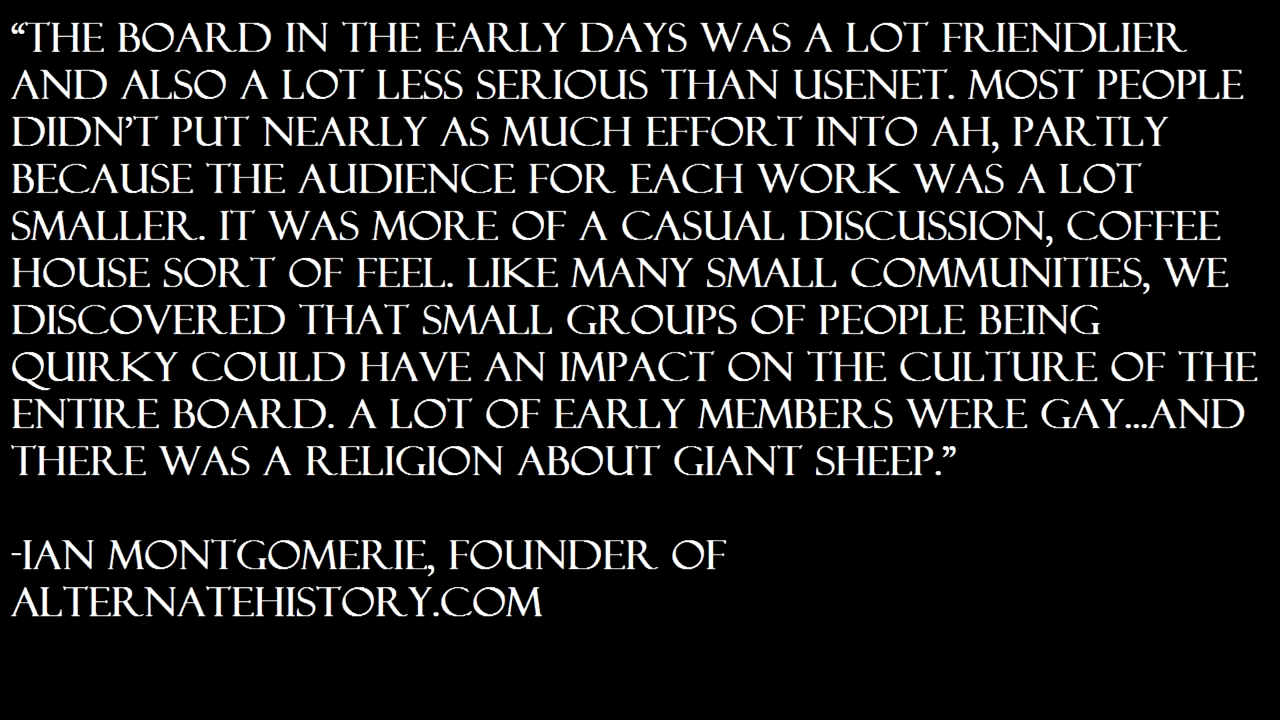 “THE BOARD IN THE EARLY DAYS WAS A LOT FRIENDLIER
AND ALSO A LOT LESS SERIOUS THAN USENET. MOST PEOPLE
DIDN’T PUT NEARLY AS MUCH EFFORT INTO AH, PARTLY
BECAUSE THE AUDIENCE FOR EACH WORK WAS A LOT
SMALLER. IT WAS MORE OF A CASUAL DISCUSSION, COFFEE
HOUSE SORT OF FEEL. LIKE MANY SMALL COMMUNITIES, WE
DISCOVERED THAT SMALL GROUPS OF PEOPLE BEING
QUIRKY COULD HAVE AN IMPACT ON THE CULTURE OF THE
ENTIRE BOARD. A LOT OF EARLY MEMBERS WERE GAY...AND
THERE WAS A RELIGION ABOUT GIANT SHEEP.”
-IAN MONTGOMERIE, FOUNDER OF
ALTERNATEHISTORY.COM